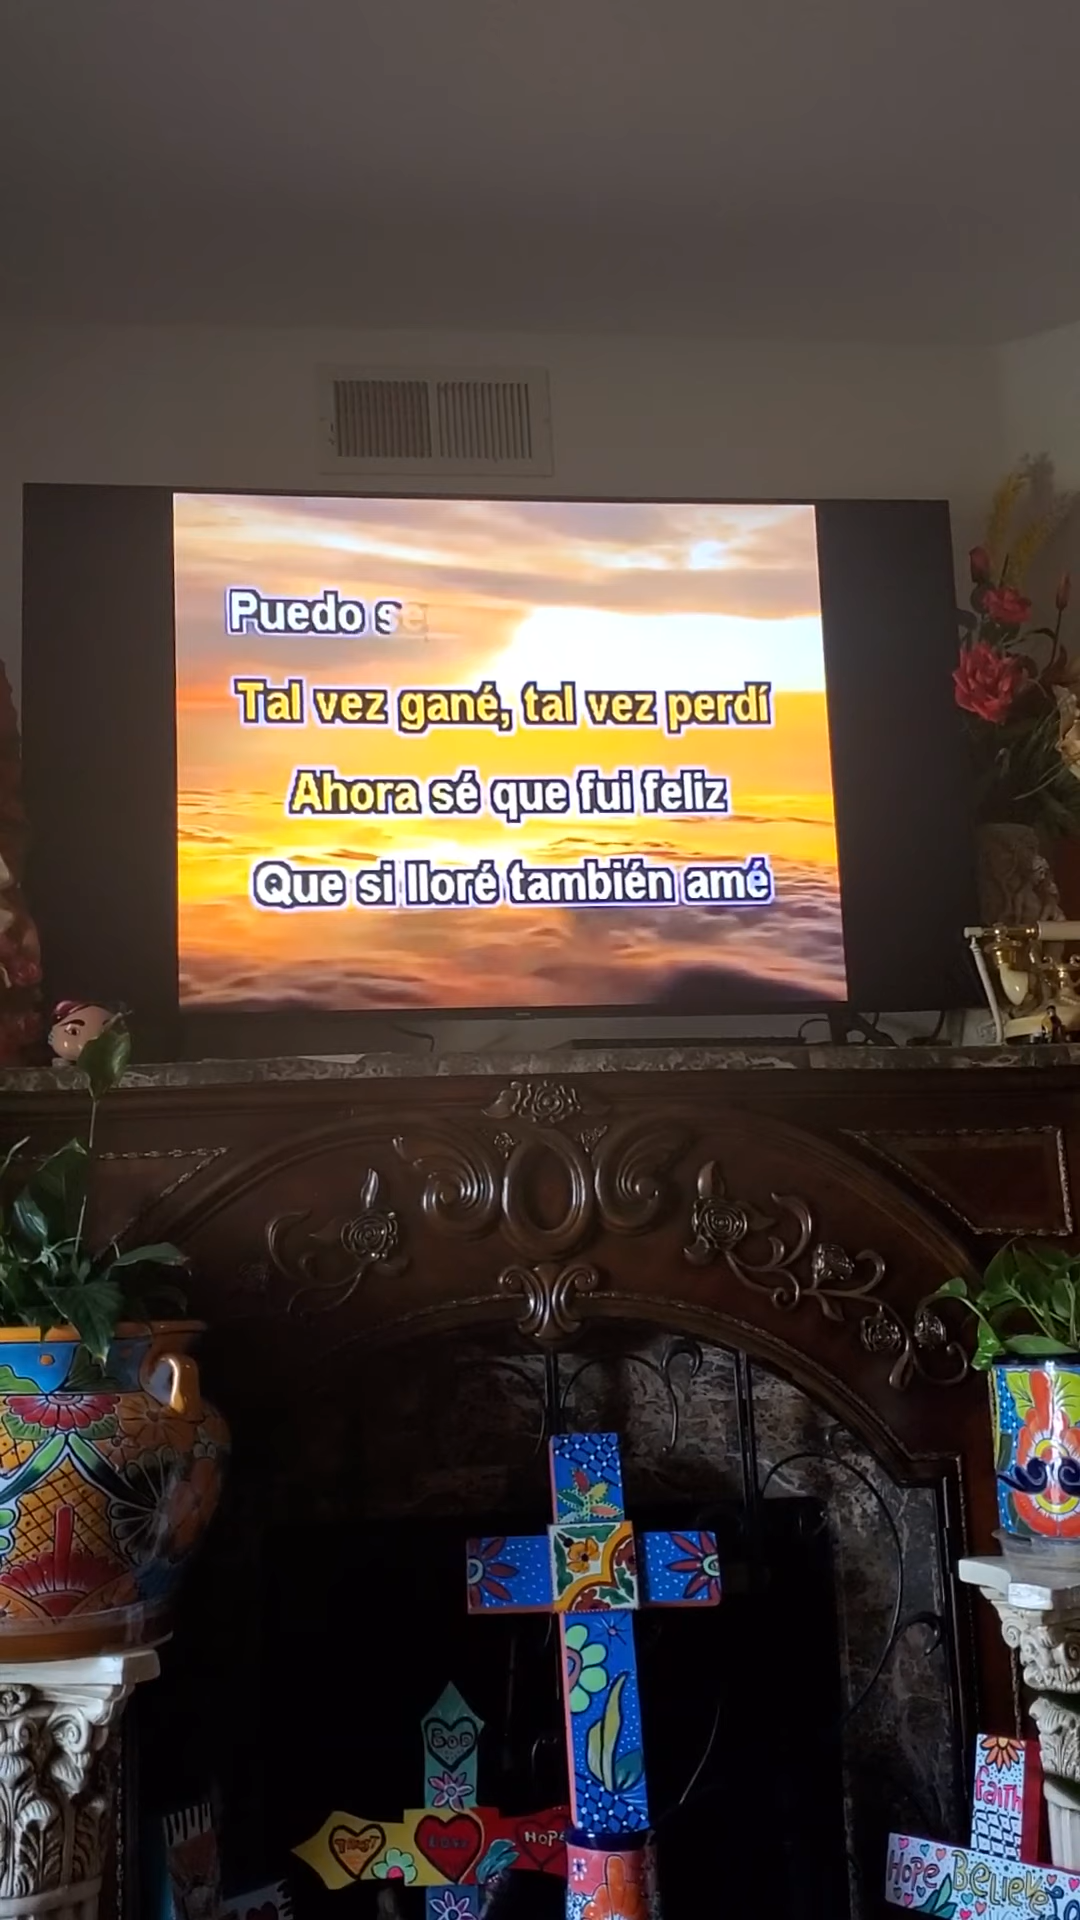 Puedo se
Tal vez gané, tal vez perdí
Ahora sé que fui feliz
Que si lloré también amé
GOD
TRUST
HOPE
faith
Hope Believe